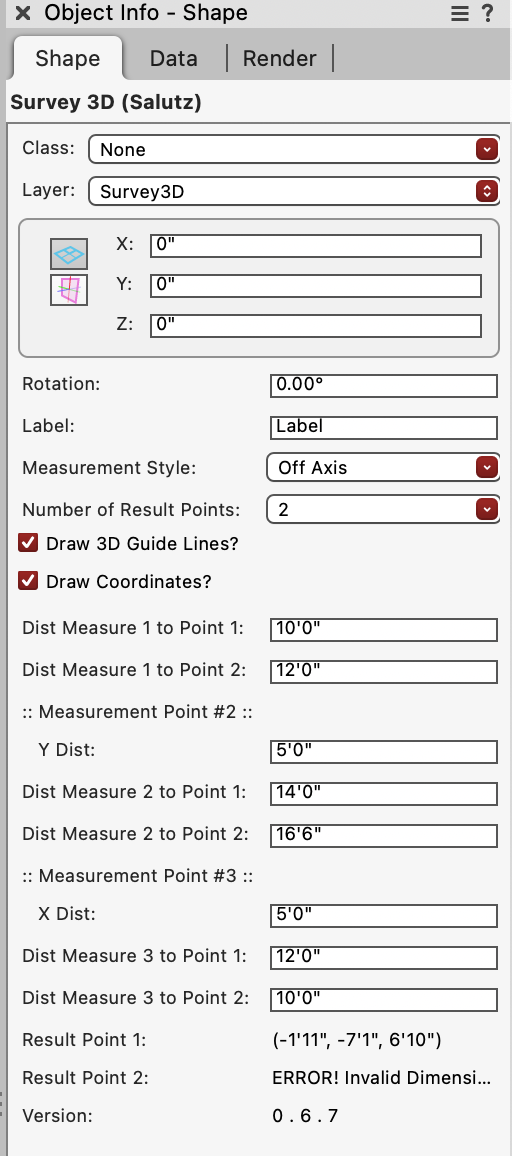 Object Info - Shape ?
Shape Data Render
Survey 3D (Salutz)
Class: None
Layer: Survey3D
X: 0"
Y: 0"
Z: 0"
Rotation: 0.00°
Label: Label
Measurement Style: Off Axis
Number of Result Points: 2
Draw 3D Guide Lines?
Draw Coordinates?
Dist Measure 1 to Point 1: 10'0"
Dist Measure 1 to Point 2: 12'0"
:: Measurement Point #2 ::
Y Dist: 5'0"
Dist Measure 2 to Point 1: 14'0"
Dist Measure 2 to Point 2: 16'6"
:: Measurement Point #3 ::
X Dist: 5'0"
Dist Measure 3 to Point 1: 12'0"
Dist Measure 3 to Point 2: 10'0"
Result Point 1: (-1'11", -7'1", 6'10")
Result Point 2: ERROR! Invalid Dimensi...
Version: 0 . 6 . 7